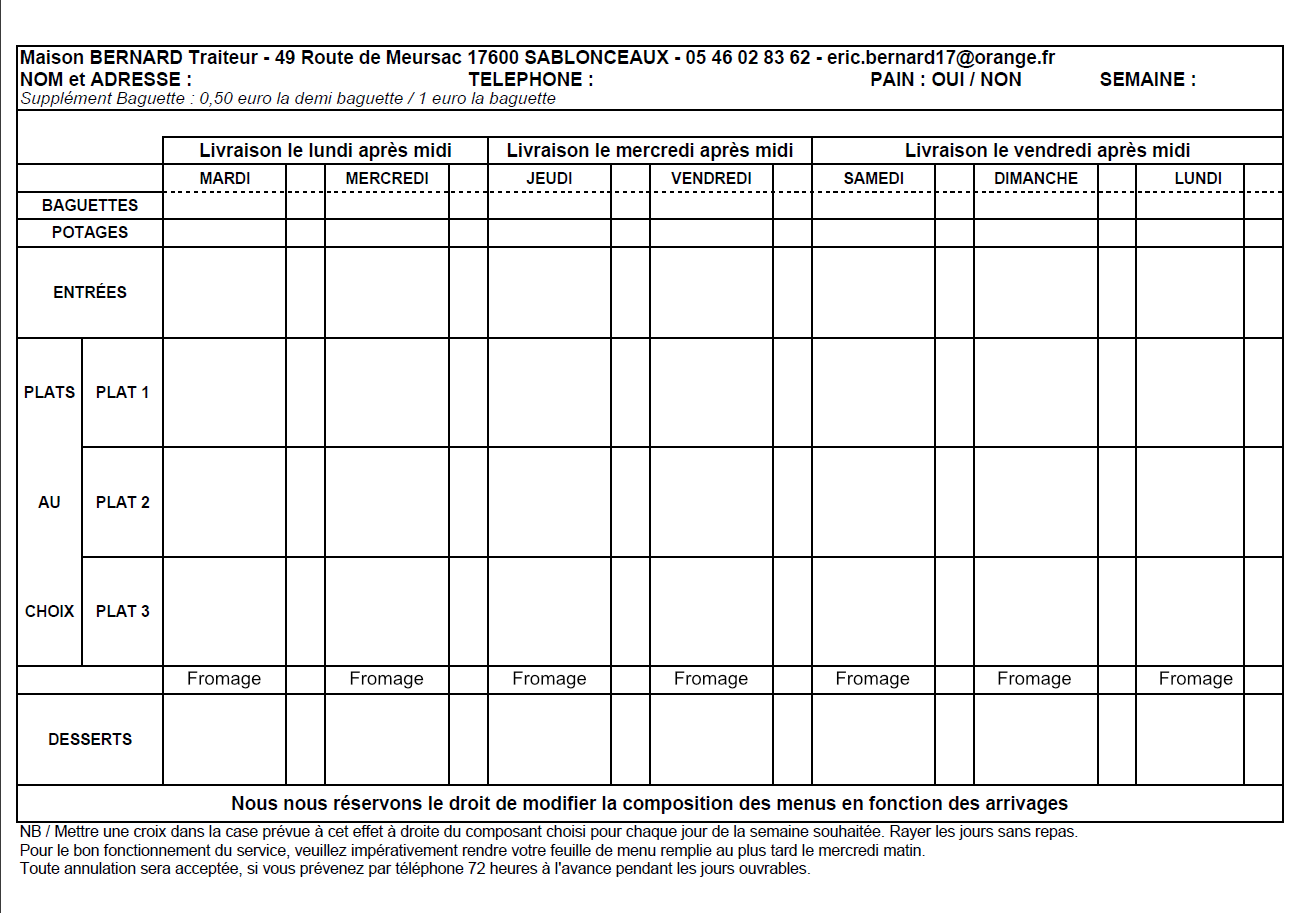 Maison BERNARD Traiteur - 49 Route de Meursac 17600 SABLONCEAUX - 05 46 02 83 62 - eric.bernard17@orange.fr
NOM et ADRESSE : TELEPHONE : PAIN : OUI / NON SEMAINE :
Supplément Baguette : 0,50 euro la demi baguette / 1 euro la baguette
Livraison le lundi après midi Livraison le mercredi après midi Livraison le vendredi après midi
MARDI MERCREDI JEUDI VENDREDI SAMEDI DIMANCHE LUNDI
BAGUETTES
POTAGES
ENTRÉES
PLATS PLAT 1
AU PLAT 2
CHOIX PLAT 3
Fromage Fromage Fromage Fromage Fromage Fromage Fromage
DESSERTS
Nous nous réservons le droit de modifier la composition des menus en fonction des arrivages
NB / Mettre une croix dans la case prévue à cet effet à droite du composant choisi pour chaque jour de la semaine souhaitée. Rayer les jours sans repas.
Pour le bon fonctionnement du service, veuillez impérativement rendre votre feuille de menu remplie au plus tard le mercredi matin.
Toute annulation sera acceptée, si vous prévenez par téléphone 72 heures à l'avance pendant les jours ouvrables.